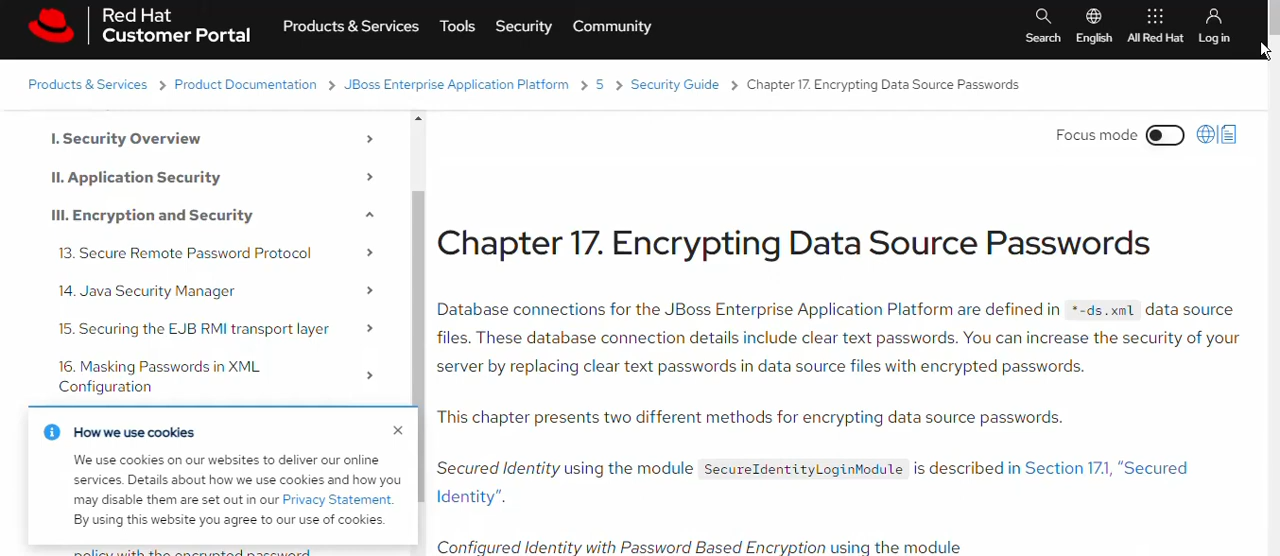 Red Hat
Customer Portal
Products & Services
Tools
Security
Community
Search
English
All Red Hat
Log in
Products & Services
Product Documentation
JBoss Enterprise Application Platform
5
Security Guide
Chapter 17. Encrypting Data Source Passwords
I. Security Overview
II. Application Security
III. Encryption and Security
13. Secure Remote Password Protocol
14. Java Security Manager
15. Securing the EJB RMI transport layer
16. Masking Passwords in XML
Configuration
How we use cookies
We use cookies on our websites to deliver our online
services. Details about how we use cookies and how you
may disable them are set out in our Privacy Statement.
By using this website you agree to our use of cookies.
policy with the encrypted password
Focus mode
Chapter 17. Encrypting Data Source Passwords
Database connections for the JBoss Enterprise Application Platform are defined in *-ds.xml data source
files. These database connection details include clear text passwords. You can increase the security of your
server by replacing clear text passwords in data source files with encrypted passwords.
This chapter presents two different methods for encrypting data source passwords.
Secured Identity using the module SecureIdentityLoginModule is described in Section 17.1, “Secured
Identity”.
Configured Identity with Password Based Encryption using the module